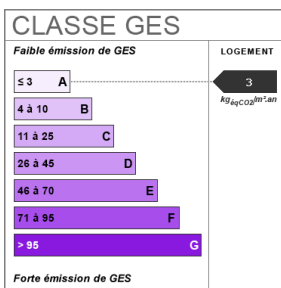 CLASSE GES
Faible émission de GES
LOGEMENT
≤ 3 A
3
kgéqCO2/m².an
4 à 10 B
11 à 25 C
26 à 45 D
46 à 70 E
71 à 95 F
> 95 G
Forte émission de GES